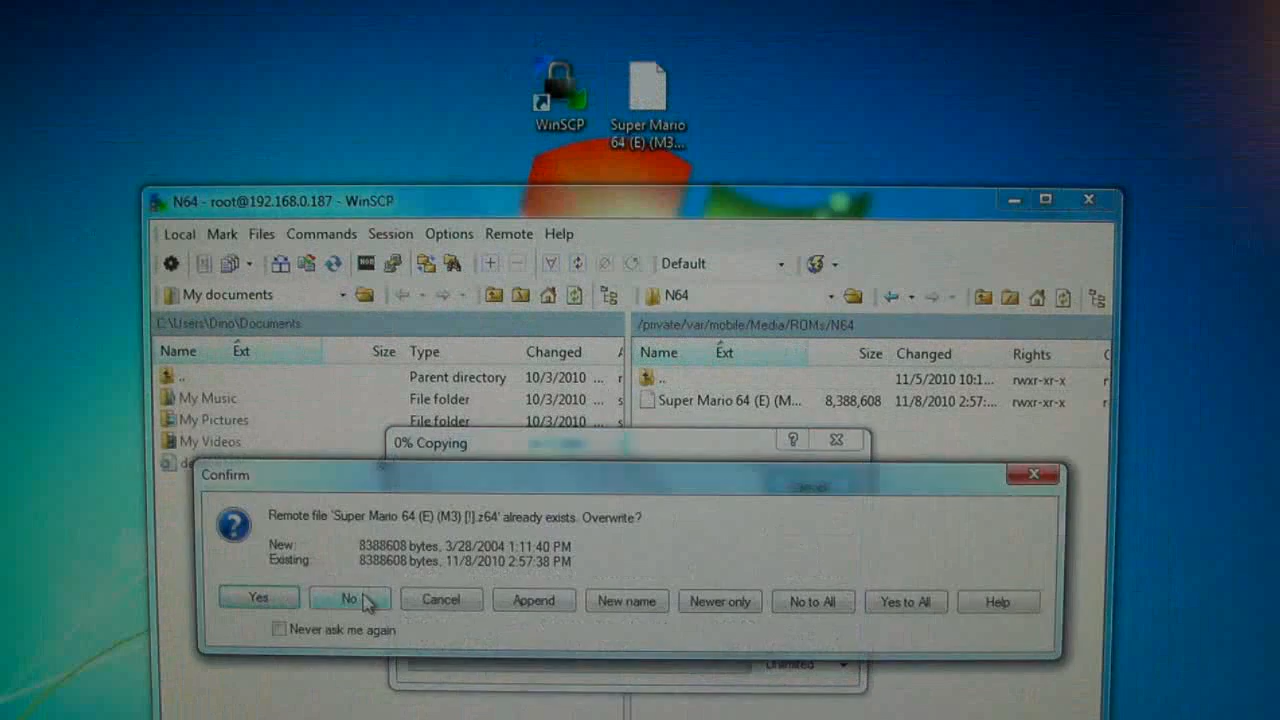 WinSCP
Super Mario
64 (E) (M3...
N64 - root@192.168.0.187 - WinSCP
Local Mark Files Commands Session Options Remote Help
Default
My documents
N64
C:\Users\Dino\Documents
/private/var/mobile/Media/ROMs/N64
Name Ext Size Type Changed
Name Ext Size Changed Rights
.. Parent directory 10/3/2010 ...
.. 11/5/2010 10:1... rwxr-xr-x
My Music File folder 10/3/2010 ...
Super Mario 64 (E) (M... 8,388,608 11/8/2010 2:57:... rwxr-xr-x
My Pictures File folder 10/3/2010 ...
My Videos
0% Copying
Confirm
Remote file 'Super Mario 64 (E) (M3) [!].z64' already exists. Overwrite?
New: 8388608 bytes, 3/28/2004 1:11:40 PM
Existing: 8388608 bytes, 11/8/2010 2:57:38 PM
Yes No Cancel Append New name Newer only No to All Yes to All Help
Never ask me again
Unlimited